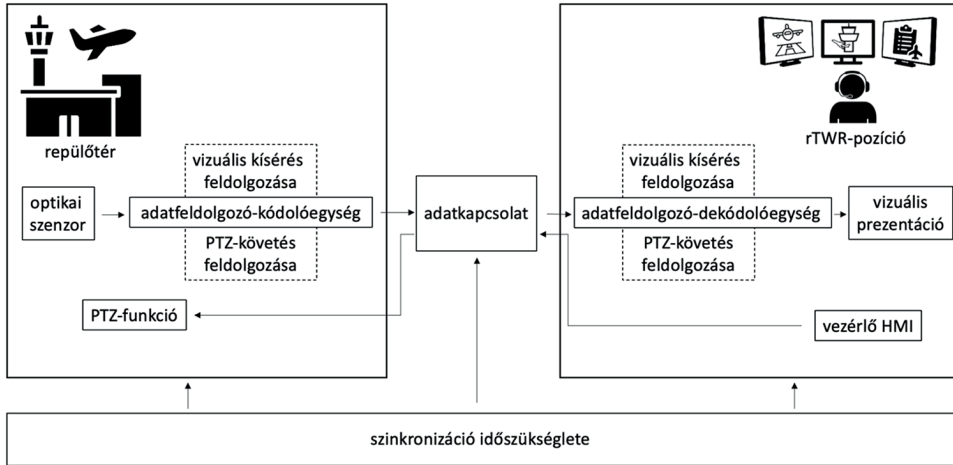 repülőtér
rTWR-pozíció
vizuális kísérés
feldolgozása
optikai
szenzor
adatfeldolgozó-kódolóegység
PTZ-követés
feldolgozása
PTZ-funkció
adatkapcsolat
vizuális kísérés
feldolgozása
adatfeldolgozó-dekódolóegység
PTZ-követés
feldolgozása
vizuális
prezentáció
vezérlő HMI
szinkronizáció időszükséglete